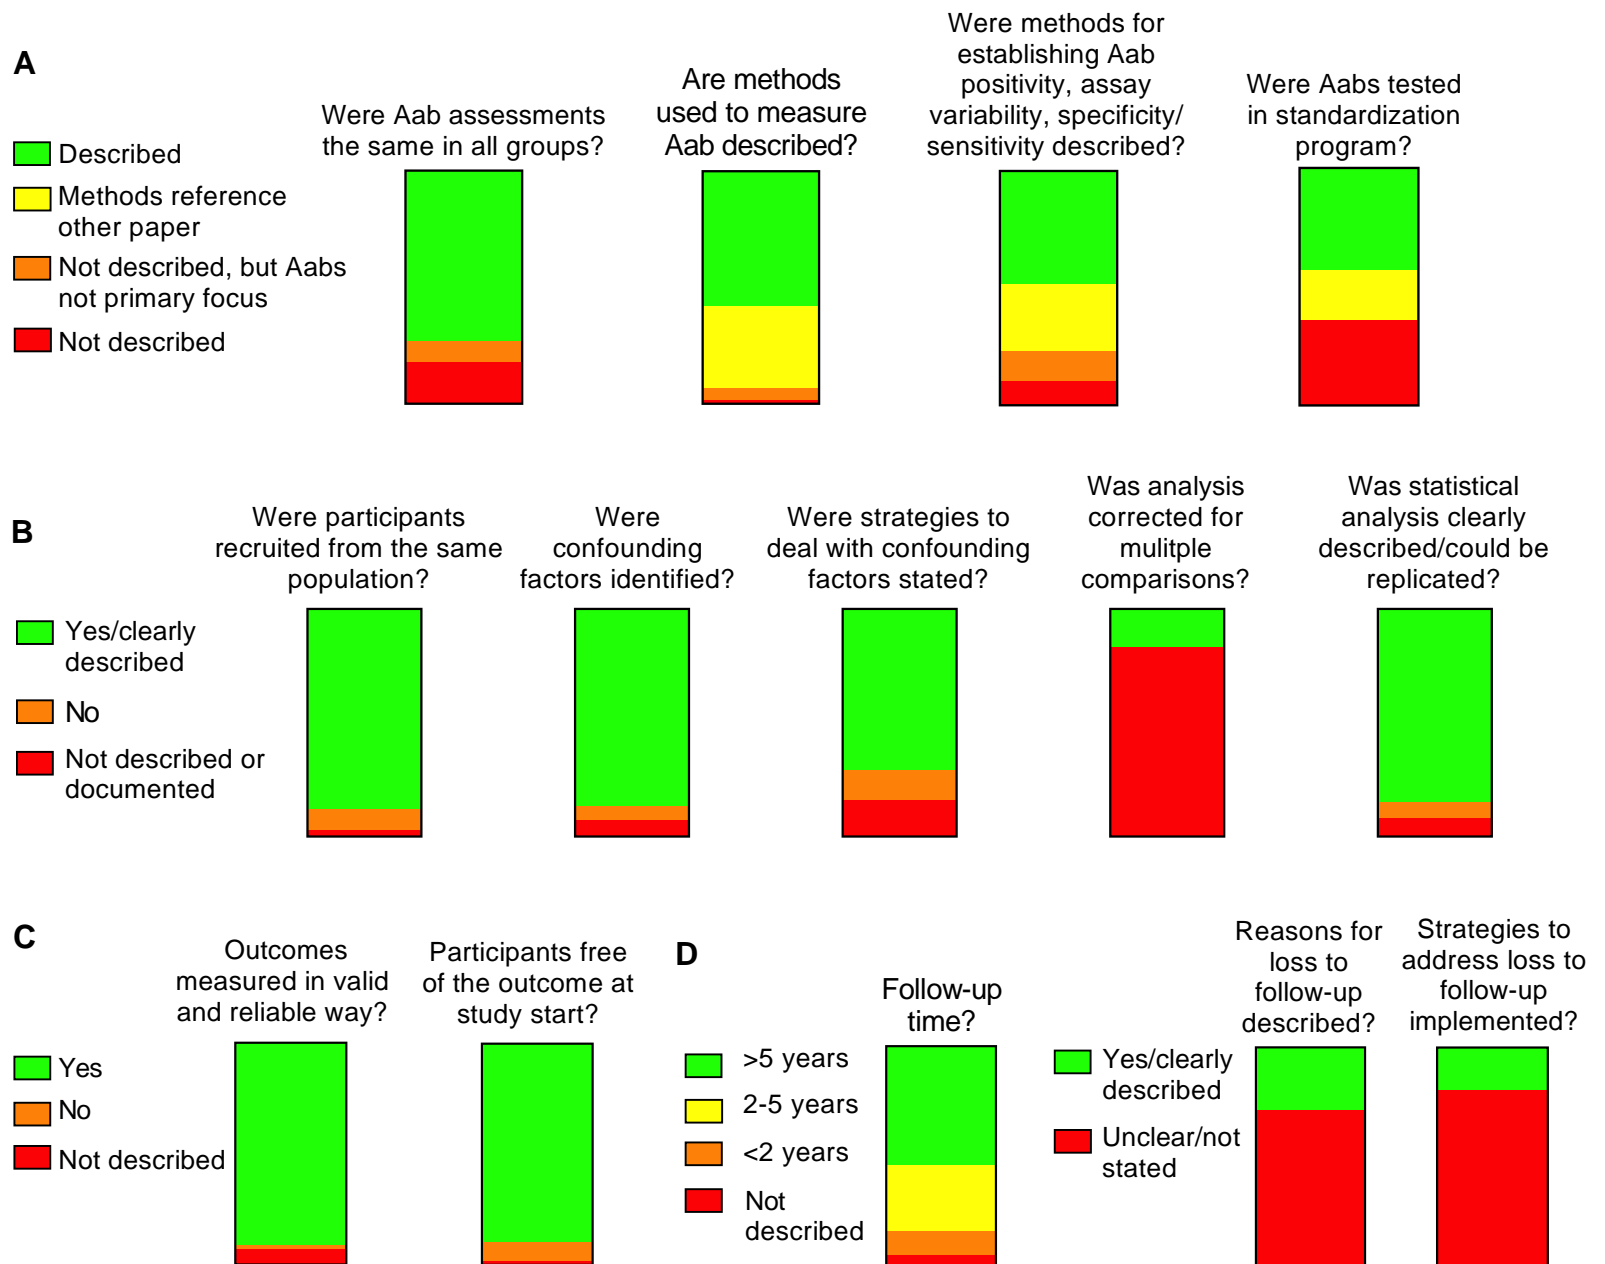 A
Were Aab assessments
the same in all groups?
Are methods
used to measure
Aab described?
Were methods for
establishing Aab
positivity, assay
variability, specificity/
sensitivity described?
Were Aabs tested
in standardization
program?
Described
Methods reference
other paper
Not described, but Aabs
not primary focus
Not described
B
Were participants
recruited from the same
population?
Were
confounding
factors identified?
Were strategies to
deal with confounding
factors stated?
Was analysis
corrected for
mulitple
comparisons?
Was statistical
analysis clearly
described/could be
replicated?
Yes/clearly
described
No
Not described or
documented
C
Outcomes
measured in valid
and reliable way?
Participants free
of the outcome at
study start?
Yes
No
Not described
D
Follow-up
time?
>5 years
2-5 years
<2 years
Not
described
Reasons for
loss to
follow-up
described?
Strategies to
address loss to
follow-up
implemented?
Yes/clearly
described
Unclear/not
stated